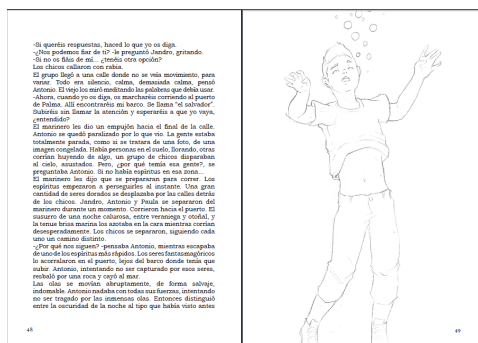 -Si queréis respuestas, haced lo que yo os diga.
-¿Nos podemos fiar de ti? -le preguntó Jandro, gritando.
-Si no os fiáis de mí... ¿tenéis otra opción?
Los chicos callaron con rabia.
El grupo llegó a una calle donde no se veía movimiento, para
variar. Todo era silencio, calma, demasiada calma, pensó
Antonio. El viejo los miró meditando las palabras que debía usar.
-Ahora, cuando yo os diga, os marcharéis corriendo al puerto
de Palma. Allí encontraréis mi barco. Se llama "el salvador".
Subiréis sin llamar la atención y esperaréis a que yo vaya,
¿entendido?
El marinero les dio un empujón hacia el final de la calle.
Antonio se quedó paralizado por lo que vio. La gente estaba
totalmente parada, como si se tratara de una foto, de una
imagen congelada. Había personas en el suelo, llorando, otras
corrían huyendo de algo, un grupo de chicos disparaban
al cielo, asustados. Pero, ¿por qué temía esa gente?, se
preguntaba Antonio. Si no había espíritus en esa zona...
El marinero les dijo que se prepararan para correr. Los
espíritus empezaron a perseguirles al instante. Una gran
cantidad de seres dorados se desplazaba por las calles detrás
de los chicos. Jandro, Antonio y Paula se separaron del
marinero durante un momento. Corrieron hacia el puerto. El
susurro de una noche calurosa, entre veraniega y otoñal, y
la tenue brisa marina los azotaba en la cara mientras corrían
desesperadamente. Los chicos se separaron, siguiendo cada
uno un camino distinto.
-¿Por qué nos siguen? -pensaba Antonio, mientras escapaba
de uno de los espíritus más rápidos. Los seres fantasmagóricos
lo acorralaron en el puerto, lejos del barco donde tenía que
subir. Antonio, intentando no ser capturado por esos seres,
resbaló por una roca y cayó al mar.
Las olas se movían abruptamente, de forma salvaje,
indomable. Antonio nadaba con todas sus fuerzas, intentando
no ser tragado por las inmensas olas. Entonces distinguió
entre la oscuridad de la noche al tipo que había visto antes
48
49